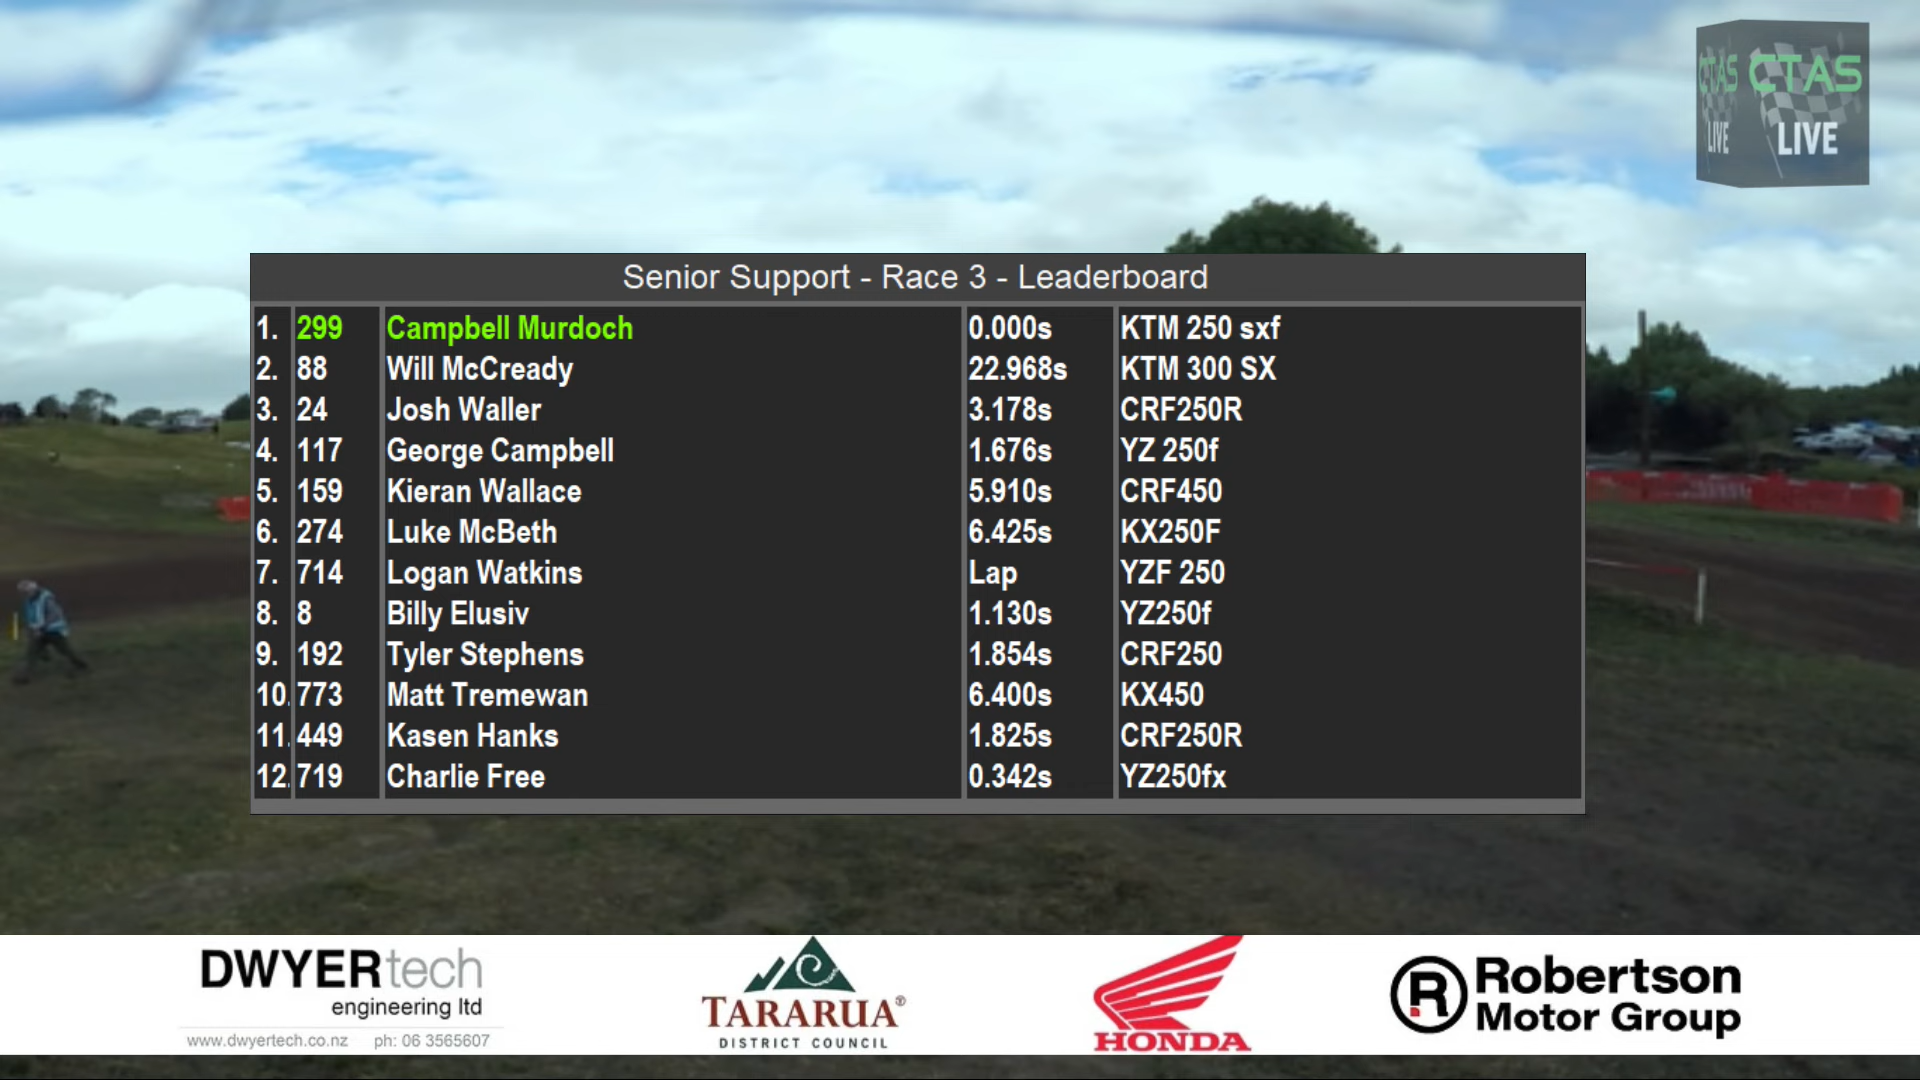 CTAS CTAS
LIVE LIVE
Senior Support - Race 3 - Leaderboard
1. 299 Campbell Murdoch 0.000s KTM 250 sxf
2. 88 Will McCready 22.968s KTM 300 SX
3. 24 Josh Waller 3.178s CRF250R
4. 117 George Campbell 1.676s YZ 250f
5. 159 Kieran Wallace 5.910s CRF450
6. 274 Luke McBeth 6.425s KX250F
7. 714 Logan Watkins Lap YZF 250
8. 8 Billy Elusiv 1.130s YZ250f
9. 192 Tyler Stephens 1.854s CRF250
10. 773 Matt Tremewan 6.400s KX450
11. 449 Kasen Hanks 1.825s CRF250R
12. 719 Charlie Free 0.342s YZ250fx
DWYERtech
engineering ltd
www.dwyertech.co.nz ph: 06 3565607
TARARUA®
DISTRICT COUNCIL
HONDA
R Robertson
Motor Group